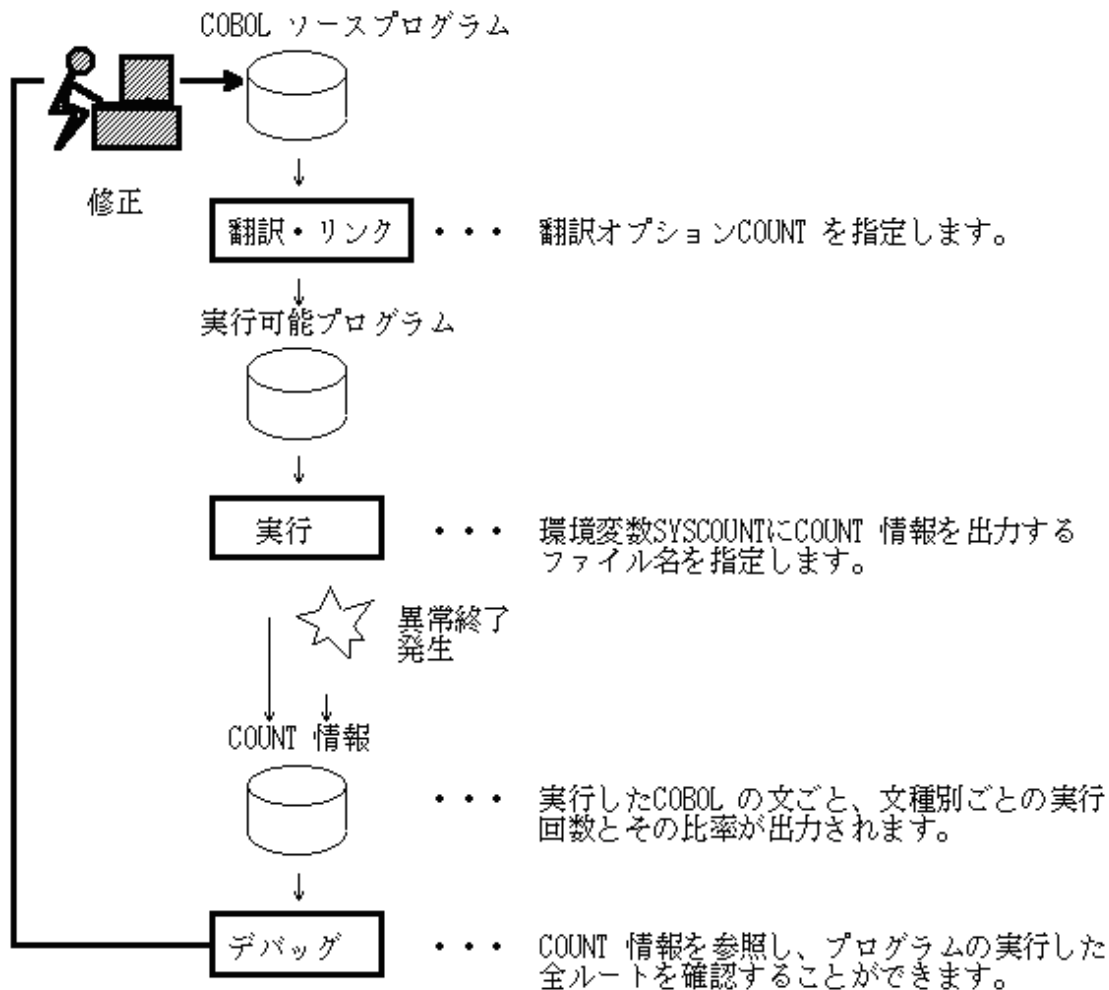 COBOL ソースプログラム
修正
翻訳・リンク ・・・ 翻訳オプションCOUNT を指定します。
実行可能プログラム
実行 ・・・ 環境変数SYSCOUNTにCOUNT 情報を出力する
ファイル名を指定します。
異常終了
発生
COUNT 情報
・・・ 実行したCOBOL の文ごと、文種別ごとの実行
回数とその比率が出力されます。
デバッグ ・・・ COUNT 情報を参照し、プログラムの実行した
全ルートを確認することができます。